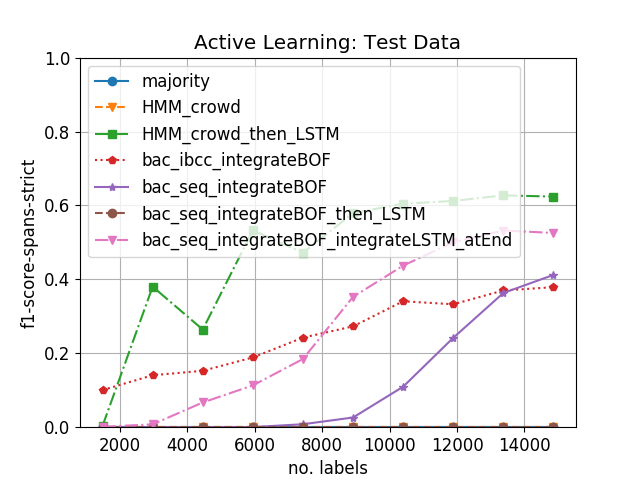 Active Learning: Test Data
1.0
0.8
0.6
0.4
0.2
0.0
f1-score-spans-strict
majority
HMM_crowd
HMM_crowd_then_LSTM
bac_ibcc_integrateBOF
bac_seq_integrateBOF
bac_seq_integrateBOF_then_LSTM
bac_seq_integrateBOF_integrateLSTM_atEnd
2000 4000 6000 8000 10000 12000 14000
no. labels